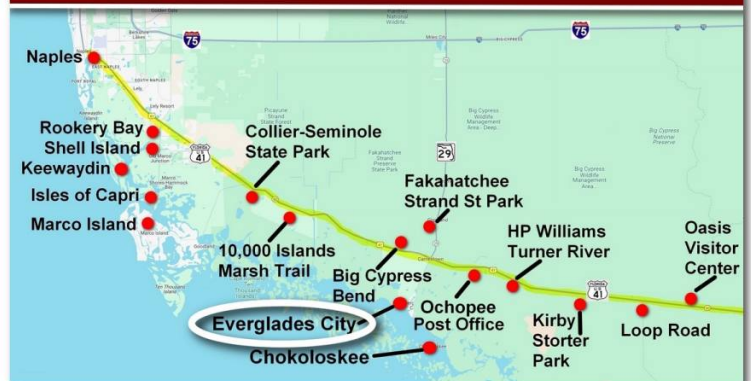 75
75
Naples
Rookery Bay
Shell Island
Keewaydin
Isles of Capri
Marco Island
41
Collier-Seminole
State Park
29
Fakahatchee
Strand St Park
10,000 Islands
Marsh Trail
Big Cypress
Bend
HP Williams
Turner River
Oasis
Visitor
Center
41
Ochopee
Post Office
Kirby
Storter
Park
Loop Road
Everglades City
Chokoloskee